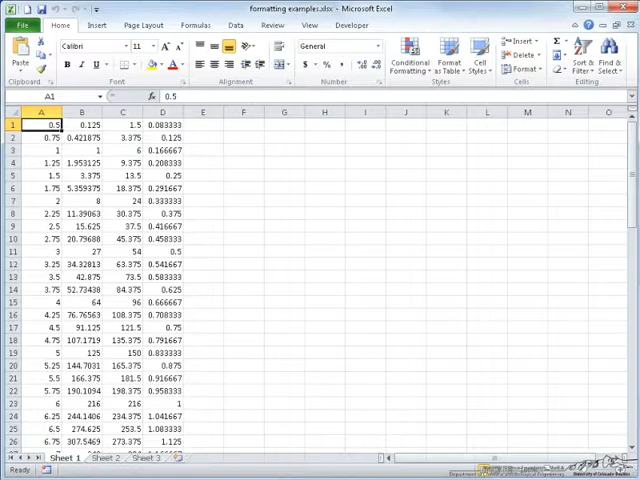 formatting examples.xlsx - Microsoft Excel
File Home Insert Page Layout Formulas Data Review View Developer
Paste Calibri 11 General Conditional Formatting Format as Table Cell Styles Insert Delete Format Sort & Filter Find & Select
B I U $ % ,
Clipboard Font Alignment Number Styles Cells Editing
A1 fx 0.5
A B C D E F G H I J K L M N O
1 0.5 0.125 1.5 0.083333
2 0.75 0.421875 3.375 0.125
3 1 1 6 0.166667
4 1.25 1.953125 9.375 0.208333
5 1.5 3.375 13.5 0.25
6 1.75 5.359375 18.375 0.291667
7 2 8 24 0.333333
8 2.25 11.39063 30.375 0.375
9 2.5 15.625 37.5 0.416667
10 2.75 20.79688 45.375 0.458333
11 3 27 54 0.5
12 3.25 34.32813 63.375 0.541667
13 3.5 42.875 73.5 0.583333
14 3.75 52.73438 84.375 0.625
15 4 64 96 0.666667
16 4.25 76.76563 108.375 0.708333
17 4.5 91.125 121.5 0.75
18 4.75 107.1719 135.375 0.791667
19 5 125 150 0.833333
20 5.25 144.7031 165.375 0.875
21 5.5 166.375 181.5 0.916667
22 5.75 190.1094 198.375 0.958333
23 6 216 216 1
24 6.25 244.1406 234.375 1.041667
25 6.5 274.625 253.5 1.083333
26 6.75 307.5469 273.375 1.125
Sheet 1 Sheet 2 Sheet 3
Ready